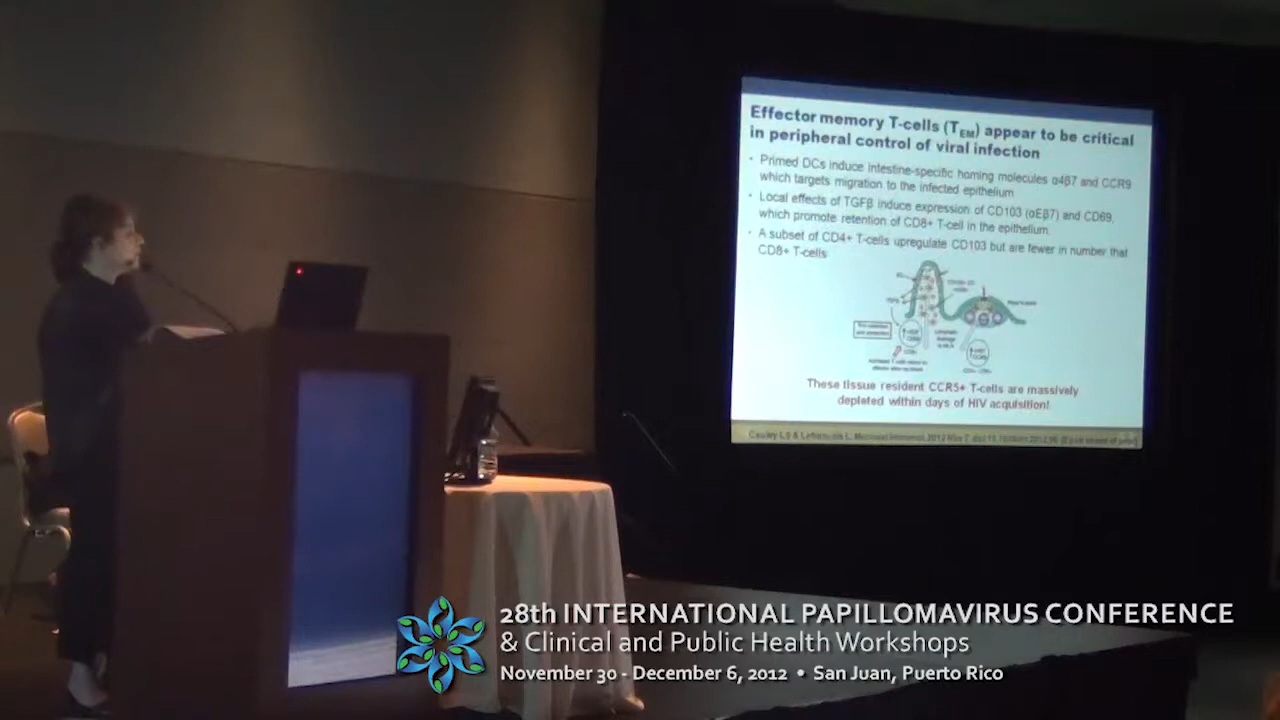 Effector memory T-cells (TEM) appear to be critical
in peripheral control of viral infection
• Primed DCs induce intestine-specific homing molecules α4β7 and CCR9
which targets migration to the infected epithelium
• Local effects of TGFβ induce expression of CD103 (αEβ7) and CD69,
which promote retention of CD8+ T-cell in the epithelium.
• A subset of CD4+ T-cells upregulate CD103 but are fewer in number that
CD8+ T-cells
These tissue resident CCR5+ T-cells are massively
depleted within days of HIV acquisition!
28th INTERNATIONAL PAPILLOMAVIRUS CONFERENCE
& Clinical and Public Health Workshops
November 30 - December 6, 2012 • San Juan, Puerto Rico